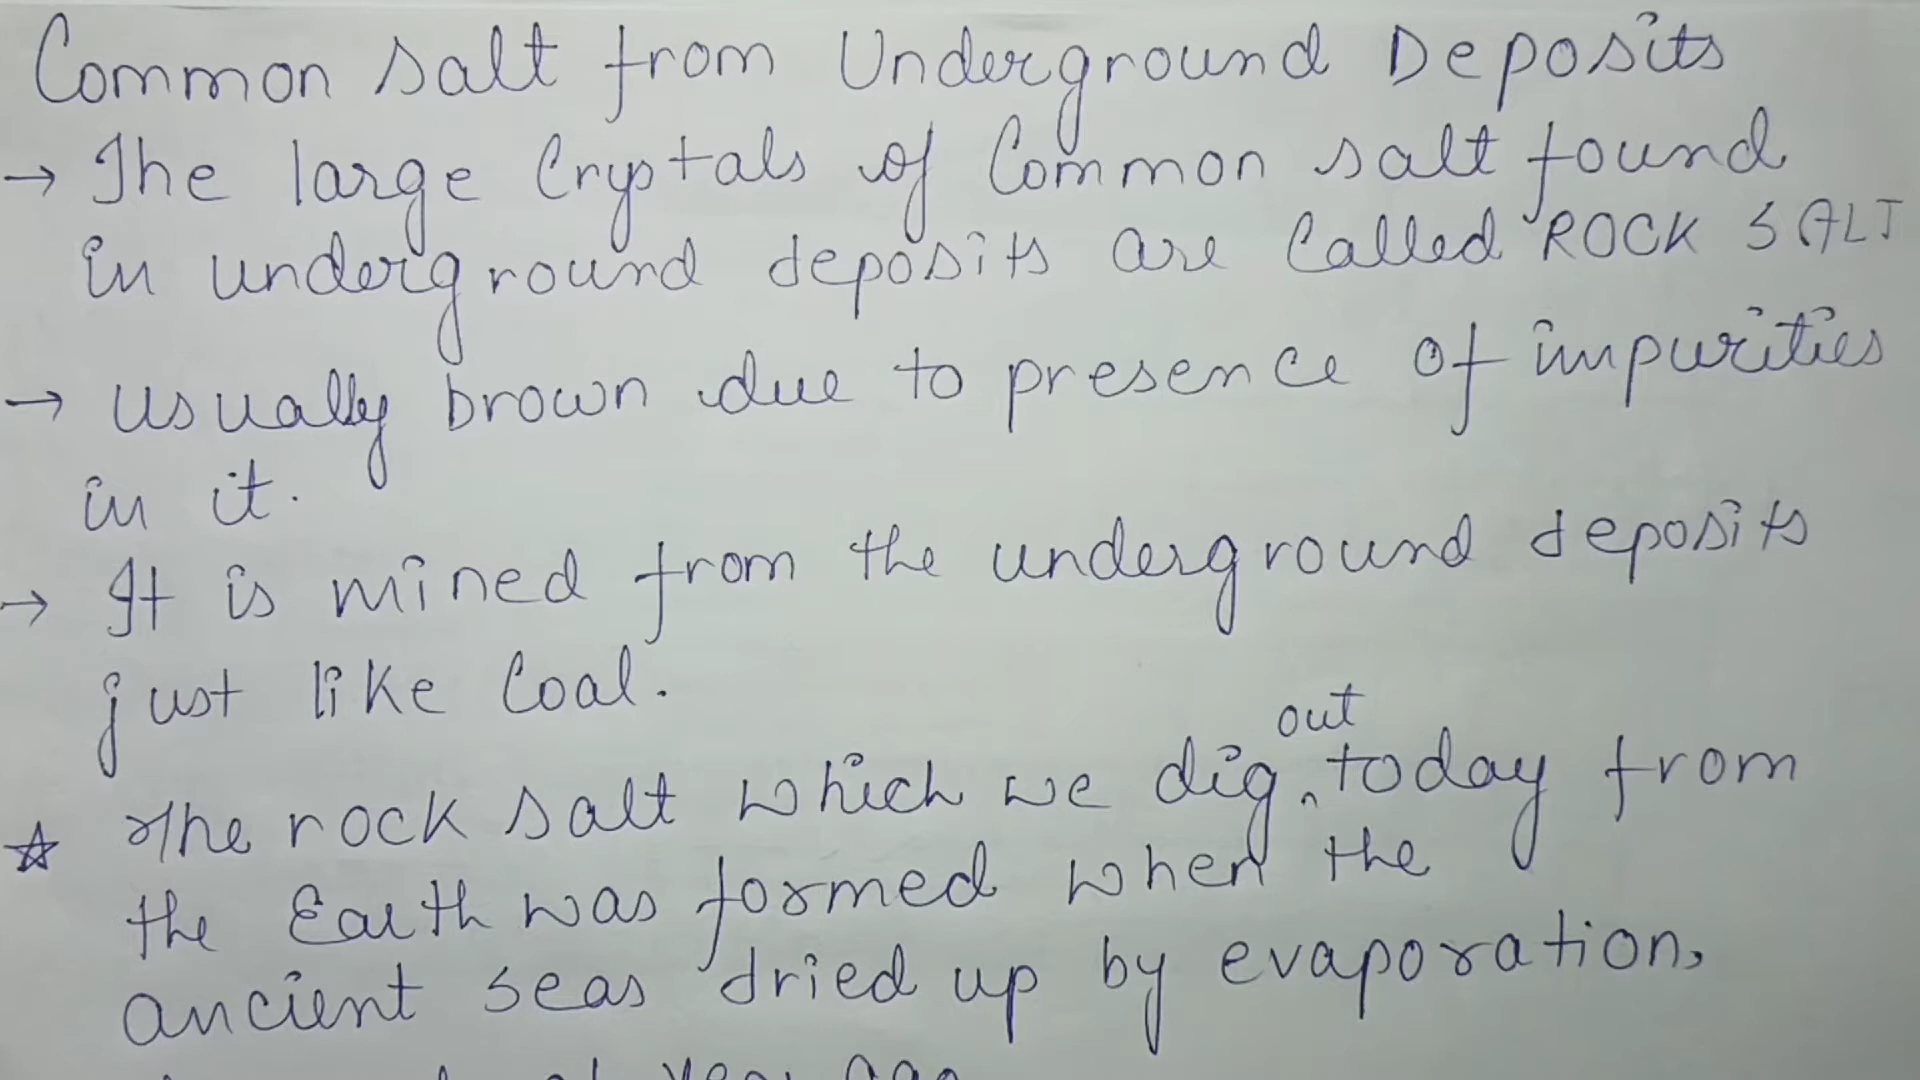 Common salt from Underground Deposits
→ The large Crystals of Common salt found
in underground deposits are Called ROCK SALT
→ usually brown due to presence of impurities
in it.
→ It is mined from the underground deposits
just like Coal.
out
☆ The rock salt which we dig ‸ today from
the Earth was formed when the
ancient seas dried up by evaporation,